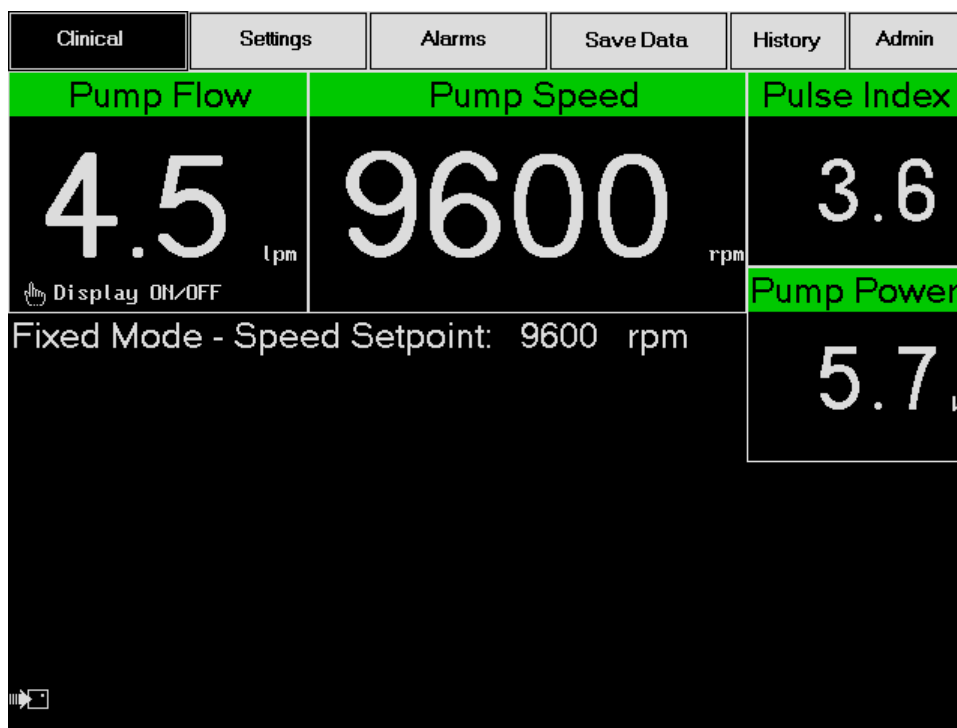 Clinical Settings Alarms Save Data History Admin
Pump Flow Pump Speed Pulse Index
4.5 lpm 9600 rpm 3.6
Display ON/OFF
Pump Power
Fixed Mode - Speed Setpoint: 9600 rpm
5.7